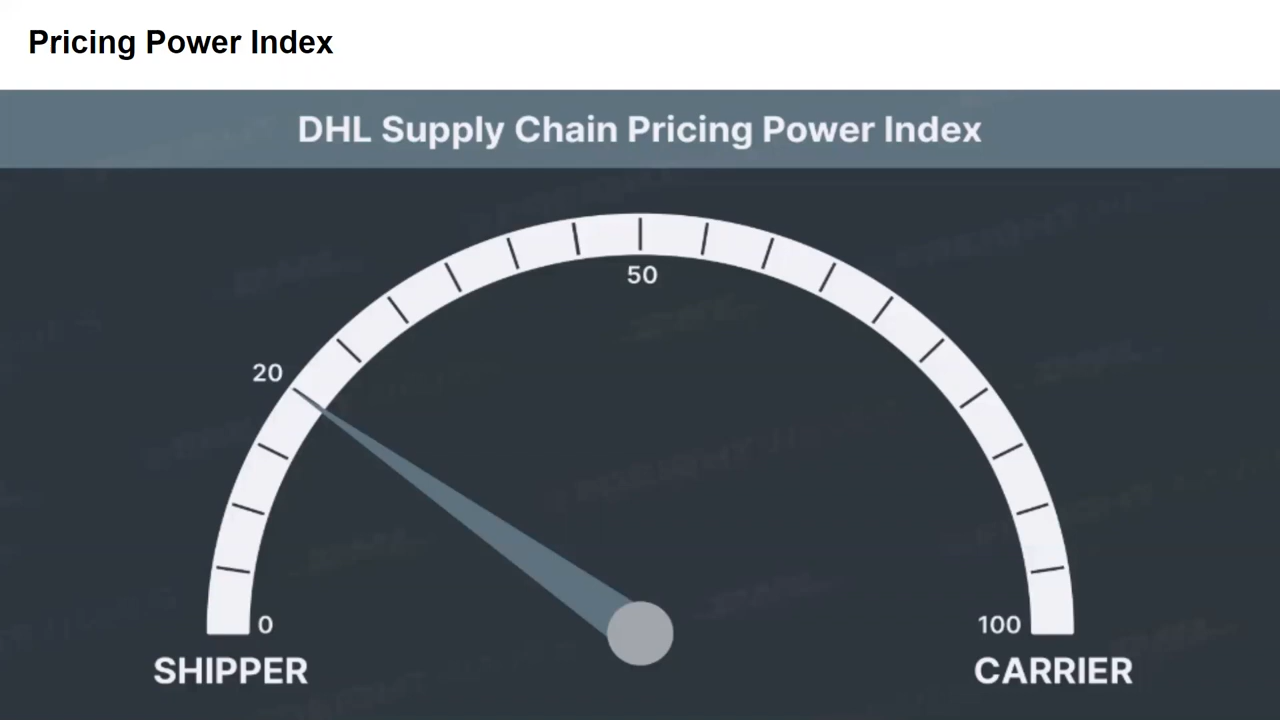 Pricing Power Index
DHL Supply Chain Pricing Power Index
50
20
0
100
SHIPPER
CARRIER